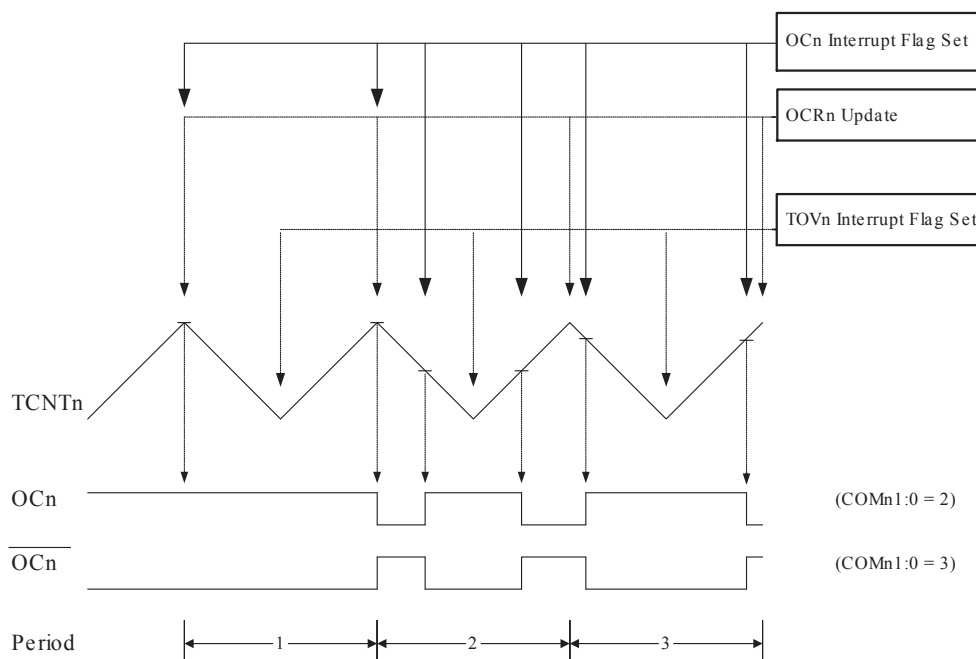 OCn Interrupt Flag Set
OCRn Update
TOVn Interrupt Flag Set
TCNTn
OCn
(COMn1:0 = 2)
OCn
(COMn1:0 = 3)
Period
1
2
3